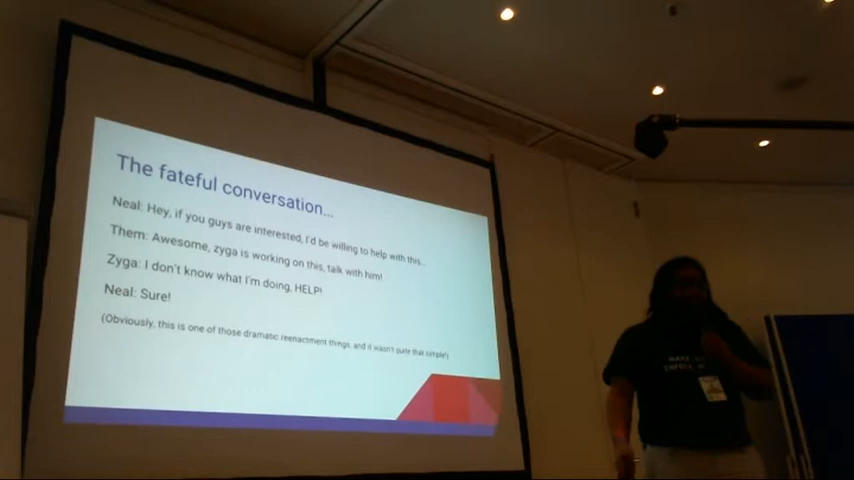 The fateful conversation...
Neal: Hey, if you guys are interested, I'd be willing to help with this...
Them: Awesome, zyga is working on this, talk with him!
Zyga: I don't know what I'm doing, HELP!
Neal: Sure!
(Obviously, this is one of those dramatic reenactment things, and it wasn't quite that simple!)
MAKE